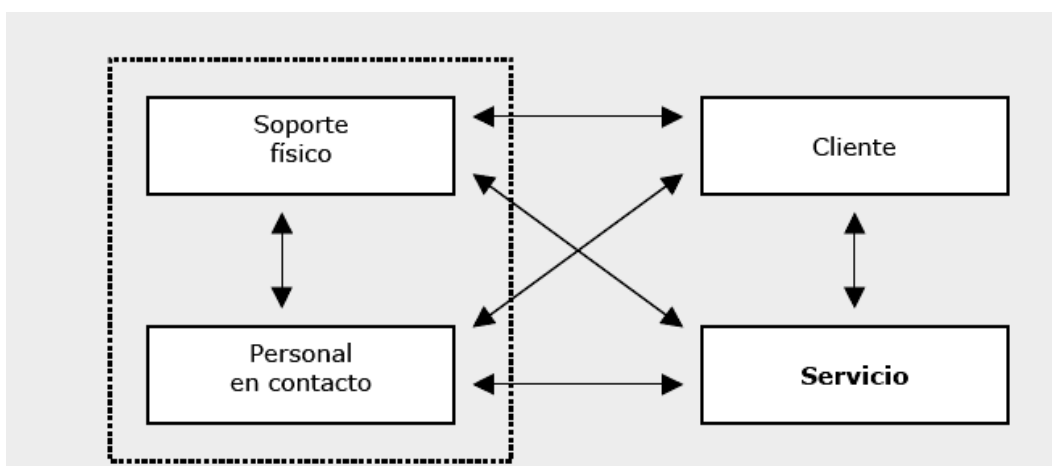 Soporte
físico
Cliente
Personal
en contacto
Servicio